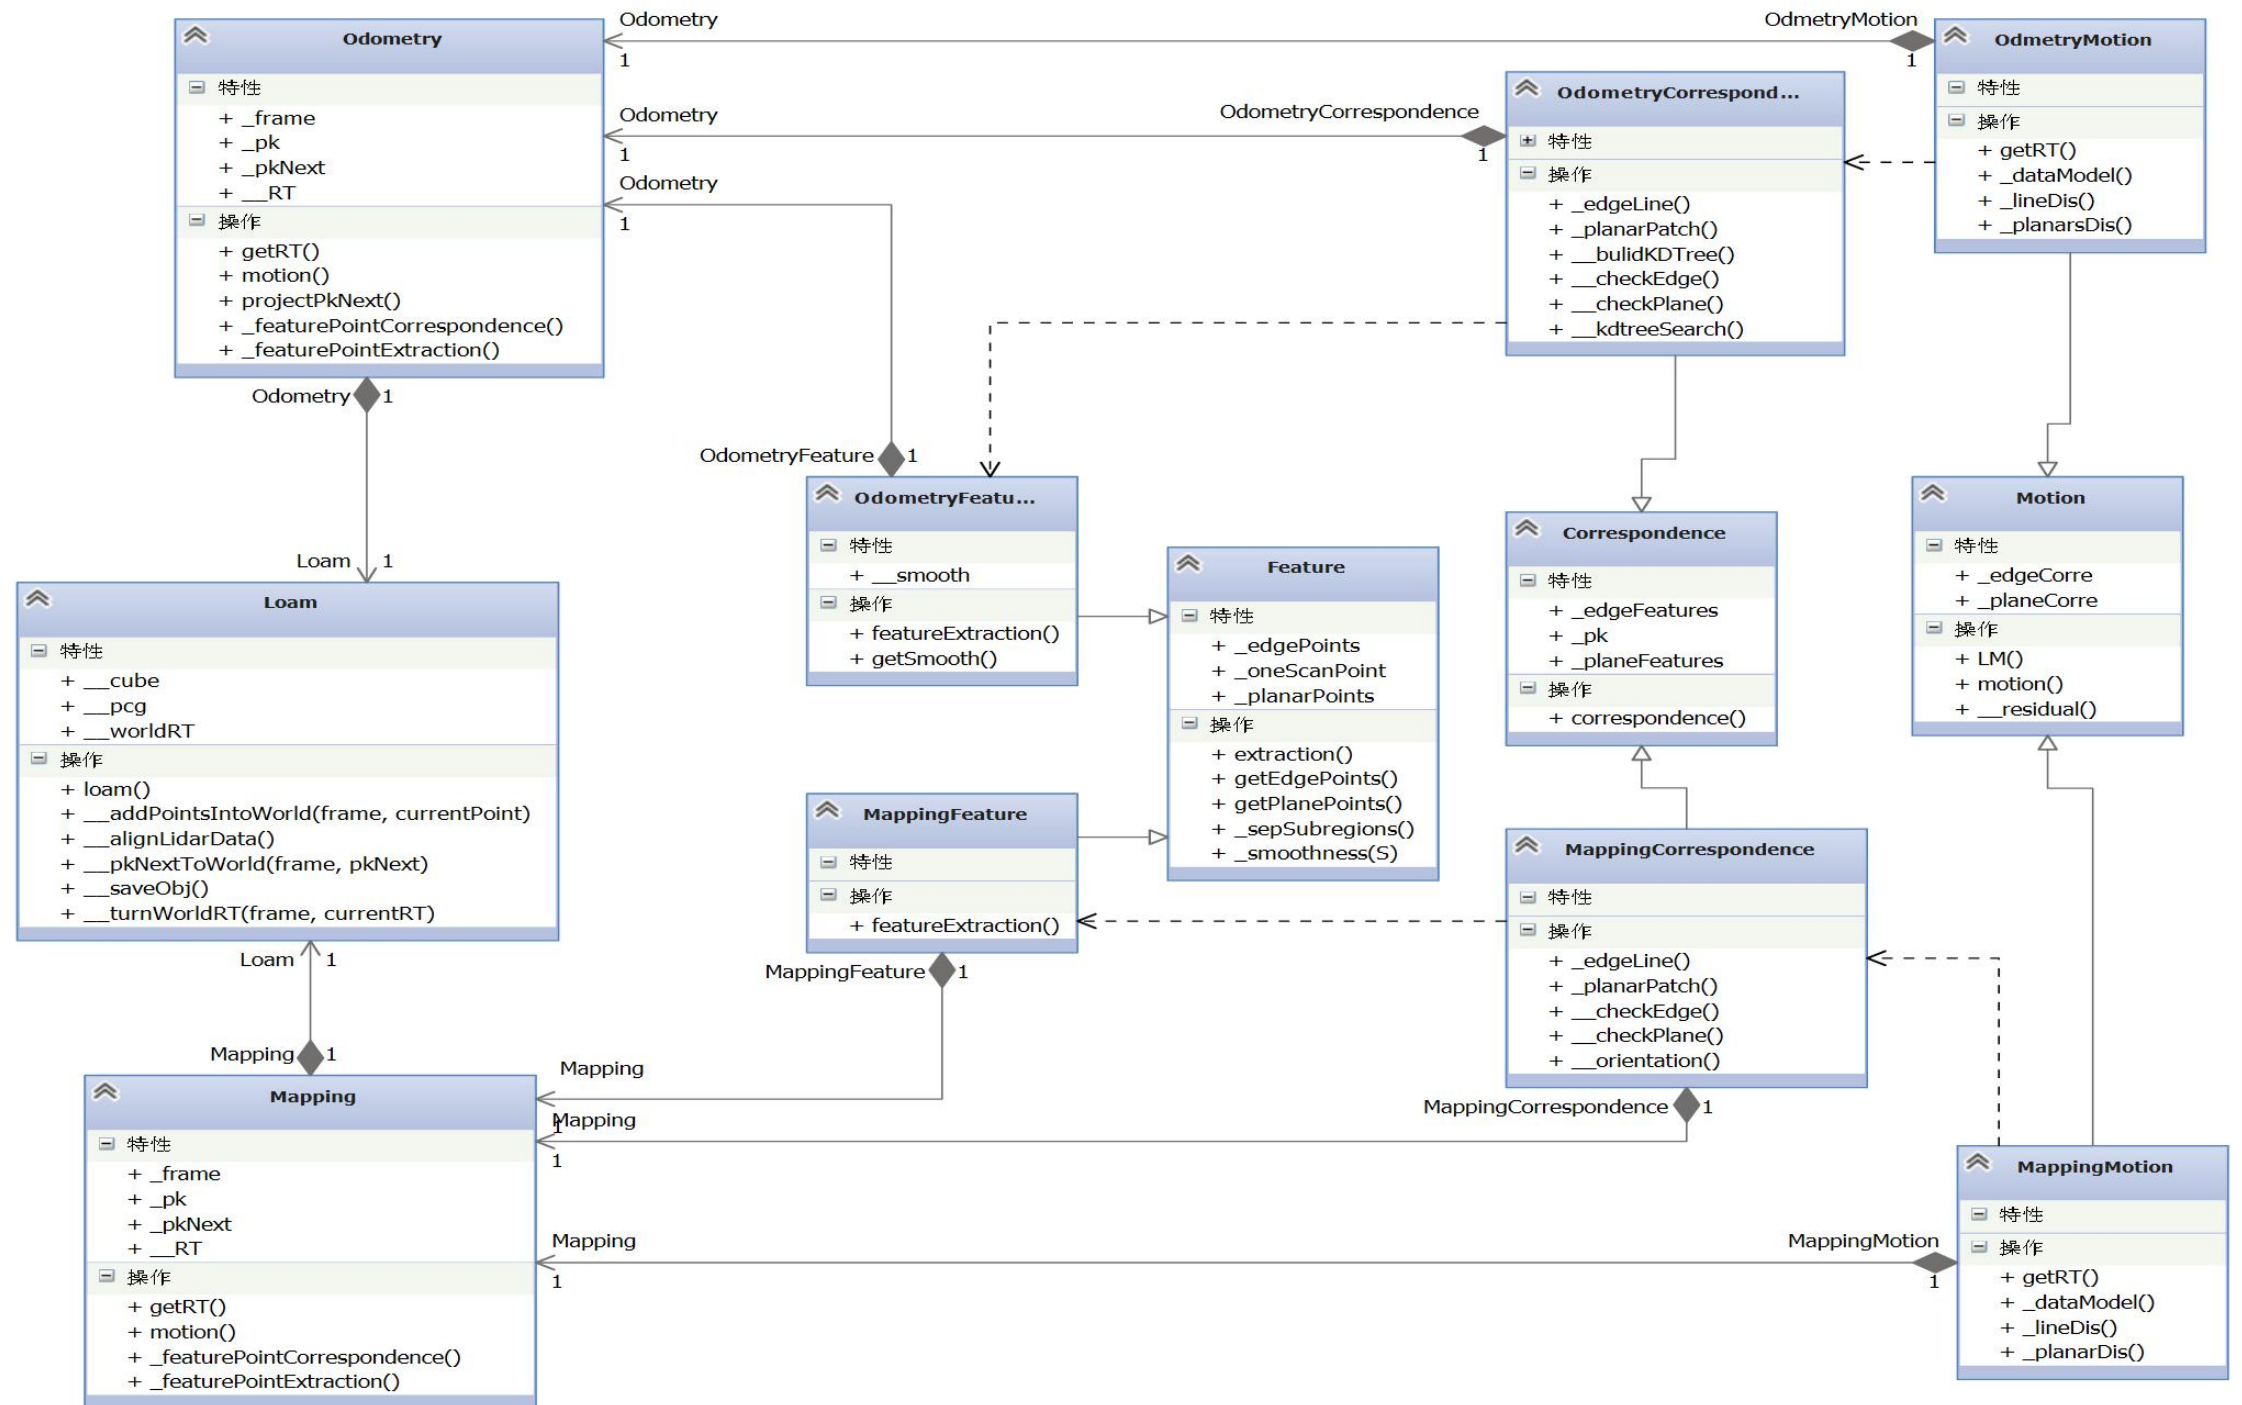 Odometry
特性
+ _frame
+ _pk
+ _pkNext
+ __RT
操作
+ getRT()
+ motion()
+ projectPkNext()
+ _featurePointCorrespondence()
+ _featurePointExtraction()
Odometry
1
OdmetryMotion
1
Odometry
1
OdometryCorrespondence
1
Odometry
1
OdometryFeature
1
OdmetryMotion
特性
操作
+ getRT()
+ _dataModel()
+ _lineDis()
+ _planarsDis()
OdometryCorrespond...
特性
操作
+ _edgeLine()
+ _planarPatch()
+ __bulidKDTree()
+ __checkEdge()
+ __checkPlane()
+ __kdtreeSearch()
Odometry
1
Loam
1
OdometryFeatu...
特性
+ __smooth
操作
+ featureExtraction()
+ getSmooth()
Feature
特性
+ _edgePoints
+ _oneScanPoint
+ _planarPoints
操作
+ extraction()
+ getEdgePoints()
+ getPlanePoints()
+ _sepSubregions()
+ _smoothness(S)
Correspondence
特性
+ _edgeFeatures
+ _pk
+ _planeFeatures
操作
+ correspondence()
Motion
特性
+ _edgeCorre
+ _planeCorre
操作
+ LM()
+ motion()
+ __residual()
Loam
特性
+ __cube
+ __pcg
+ __worldRT
操作
+ loam()
+ __addPointsIntoWorld(frame, currentPoint)
+ __alignLidarData()
+ __pkNextToWorld(frame, pkNext)
+ __saveObj()
+ __turnWorldRT(frame, currentRT)
Loam
1
Mapping
1
MappingFeature
特性
操作
+ featureExtraction()
MappingFeature
1
Mapping
1
MappingCorrespondence
特性
操作
+ _edgeLine()
+ _planarPatch()
+ __checkEdge()
+ __checkPlane()
+ __orientation()
MappingCorrespondence
1
Mapping
1
Mapping
特性
+ _frame
+ _pk
+ _pkNext
+ __RT
操作
+ getRT()
+ motion()
+ _featurePointCorrespondence()
+ _featurePointExtraction()
Mapping
1
MappingMotion
1
MappingMotion
特性
操作
+ getRT()
+ _dataModel()
+ _lineDis()
+ _planarDis()